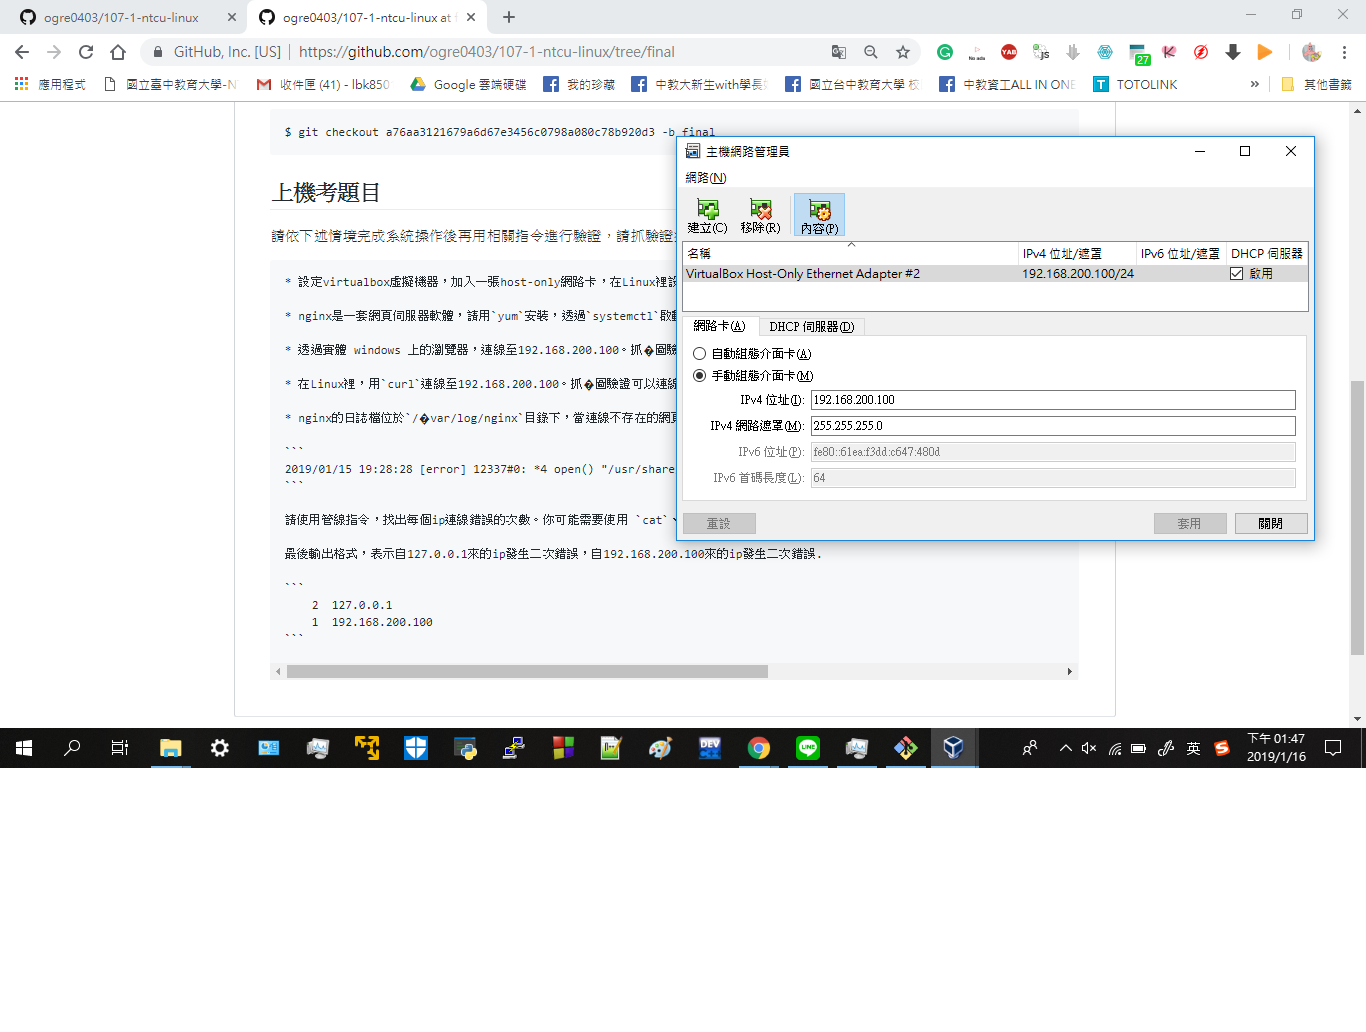 ogre0403/107-1-ntcu-linux
ogre0403/107-1-ntcu-linux at f
GitHub, Inc. [US] | https://github.com/ogre0403/107-1-ntcu-linux/tree/final
27
應用程式
國立臺中教育大學-N
收件匣 (41) - lbk850
Google 雲端硬碟
我的珍藏
中教大新生with學長
國立台中教育大學 校
中教資工ALL IN ONE
TOTOLINK
其他書籤
$ git checkout a76aa3121679a6d67e3456c0798a080c78b920d3 -b final
上機考題目
請依下述情境完成系統操作後再用相關指令進行驗證，請抓驗證
* 設定virtualbox虛擬機器，加入一張host-only網路卡，在Linux裡設
* nginx是一套網頁伺服器軟體，請用`yum`安裝，透過`systemctl`啟動
* 透過實體 windows 上的瀏覽器，連線至192.168.200.100。抓�圖驗
* 在Linux裡，用`curl`連線至192.168.200.100。抓�圖驗證可以連線
* nginx的日誌檔位於`/�var/log/nginx`目錄下，當連線不存在的網頁
```
2019/01/15 19:28:28 [error] 12337#0: *4 open() "/usr/share
```
請使用管線指令，找出每個ip連線錯誤的次數。你可能需要使用 `cat`、
最後輸出格式，表示自127.0.0.1來的ip發生二次錯誤，自192.168.200.100來的ip發生二次錯誤.
```
2 127.0.0.1
1 192.168.200.100
```
主機網路管理員
網路(N)
建立(C) 移除(R) 內容(P)
名稱 IPv4 位址/遮罩 IPv6 位址/遮罩 DHCP 伺服器
VirtualBox Host-Only Ethernet Adapter #2 192.168.200.100/24 啟用
網路卡(A) DHCP 伺服器(D)
自動組態介面卡(A)
手動組態介面卡(M)
IPv4 位址(I): 192.168.200.100
IPv4 網路遮罩(M): 255.255.255.0
IPv6 位址(P): fe80::61ea:f3dd:c647:480d
IPv6 首碼長度(L): 64
重設 套用 關閉
英
下午 01:47
2019/1/16